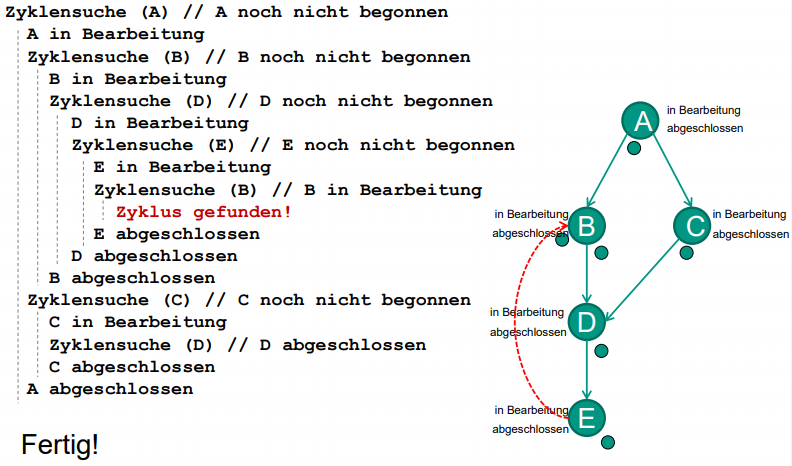 Zyklensuche (A) // A noch nicht begonnen
A in Bearbeitung
Zyklensuche (B) // B noch nicht begonnen
B in Bearbeitung
Zyklensuche (D) // D noch nicht begonnen
D in Bearbeitung
Zyklensuche (E) // E noch nicht begonnen
E in Bearbeitung
Zyklensuche (B) // B in Bearbeitung
Zyklus gefunden!
E abgeschlossen
D abgeschlossen
B abgeschlossen
Zyklensuche (C) // C noch nicht begonnen
C in Bearbeitung
Zyklensuche (D) // D abgeschlossen
C abgeschlossen
A abgeschlossen
Fertig!
A
in Bearbeitung
abgeschlossen
in Bearbeitung
abgeschlossen
B
C
in Bearbeitung
abgeschlossen
in Bearbeitung
abgeschlossen
D
in Bearbeitung
abgeschlossen
E